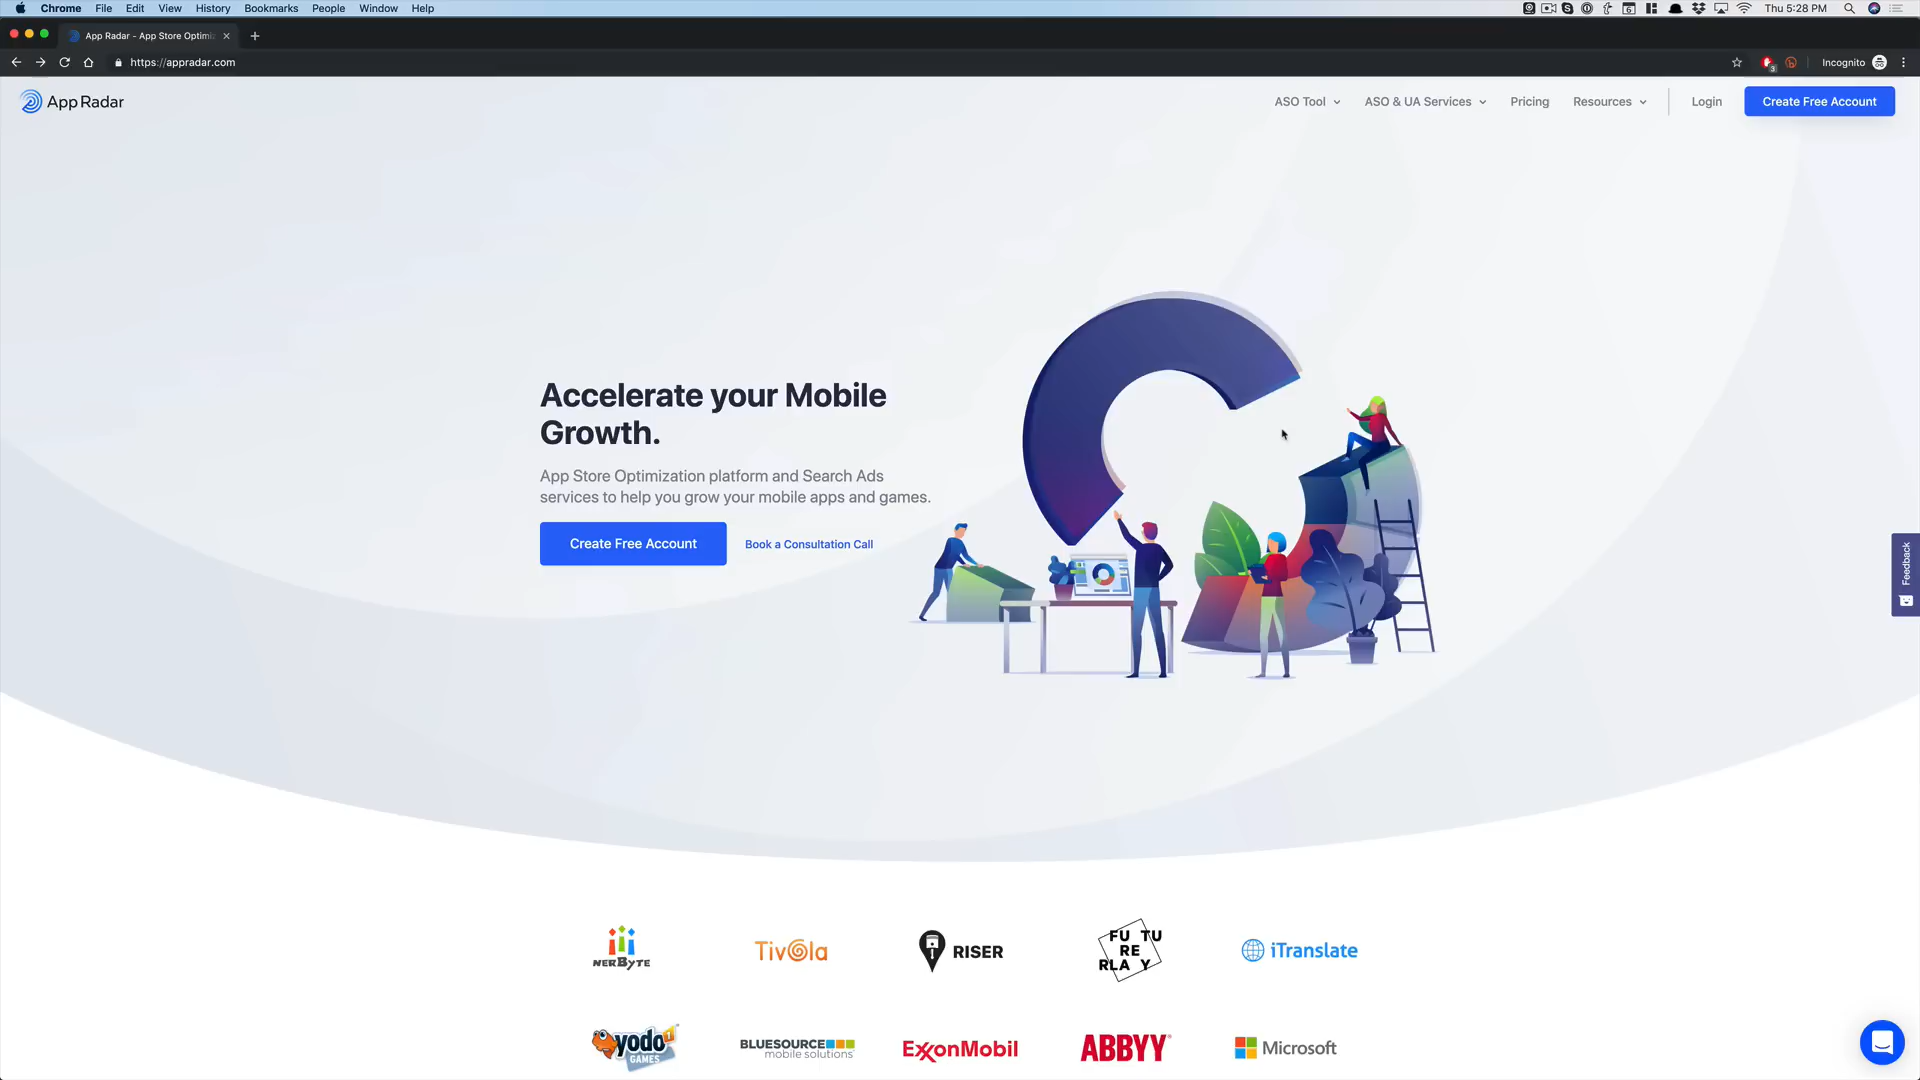 Chrome File Edit View History Bookmarks People Window Help
Thu 5:28 PM
App Radar - App Store Optimi
https://appradar.com
Incognito
App Radar
ASO Tool
ASO & UA Services
Pricing
Resources
Login
Create Free Account
Accelerate your Mobile
Growth.
App Store Optimization platform and Search Ads
services to help you grow your mobile apps and games.
Create Free Account
Book a Consultation Call
Feedback
NERBYTE
Tivola
RISER
FU TU
RE
RLA Y
iTranslate
yodo1
GAMES
BLUESOURCE
mobile solutions
ExxonMobil
ABBYY
Microsoft